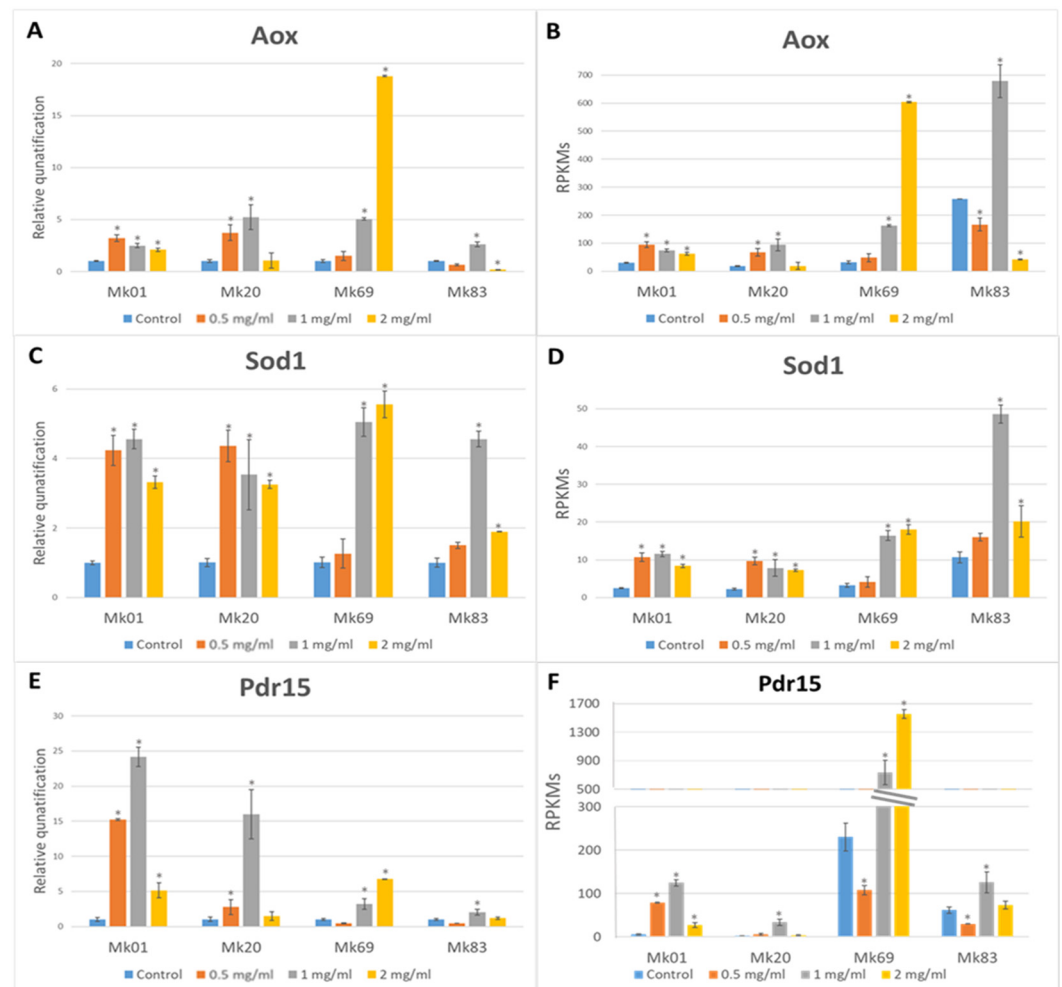 A
Aox
Relative qunatification
20
15
10
5
0
* * * * * * * * *
Mk01 Mk20 Mk69 Mk83
Control 0.5 mg/ml 1 mg/ml 2 mg/ml
B
Aox
RPKMs
700
600
500
400
300
200
100
0
* * * * * * * * * *
Mk01 Mk20 Mk69 Mk83
Control 0.5 mg/ml 1 mg/ml 2 mg/ml
C
Sod1
Relative qunatification
6
4
2
0
* * * * * * * * * *
Mk01 Mk20 Mk69 Mk83
Control 0.5 mg/ml 1 mg/ml 2 mg/ml
D
Sod1
RPKMs
50
40
30
20
10
0
* * * * * * * * *
Mk01 Mk20 Mk69 Mk83
Control 0.5 mg/ml 1 mg/ml 2 mg/ml
E
Pdr15
Relative qunatification
30
25
20
15
10
5
0
* * * * * * * *
Mk01 Mk20 Mk69 Mk83
Control 0.5 mg/ml 1 mg/ml 2 mg/ml
F
Pdr15
RPKMs
1700
1300
900
500
300
200
100
0
* * * * * * * * *
Mk01 Mk20 Mk69 Mk83
Control 0.5 mg/ml 1 mg/ml 2 mg/ml